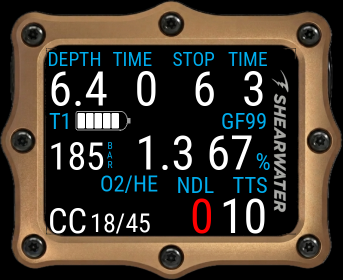 DEPTH TIME STOP TIME
6.4 0 6 3
T1 GF99
185 BAR 1.3 67%
O2/HE NDL TTS
CC 18/45 0 10
SHEARWATER